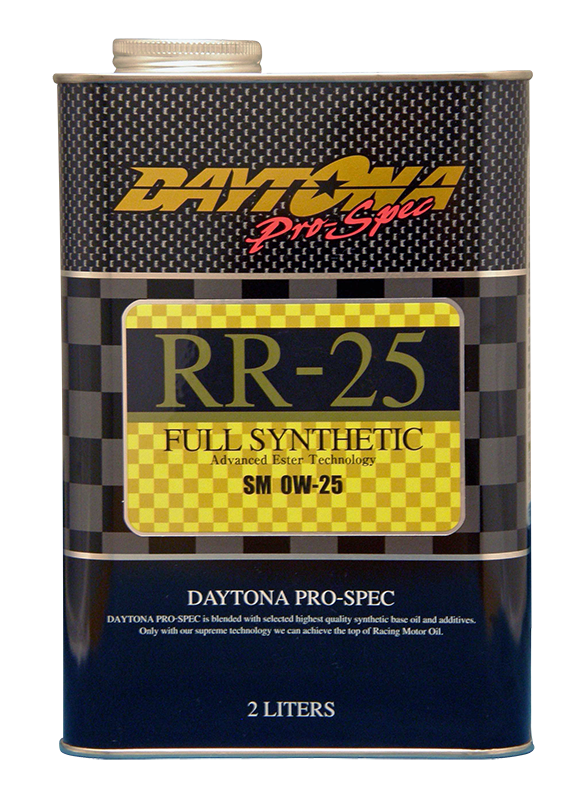 DAYTONA
Pro-Spec
RR-25
FULL SYNTHETIC
Advanced Ester Technology
SM 0W-25
DAYTONA PRO-SPEC
DAYTONA PRO-SPEC is blended with selected highest quality synthetic base oil and additives.
Only with our supreme technology we can achieve the top of Racing Motor Oil.
2 LITERS